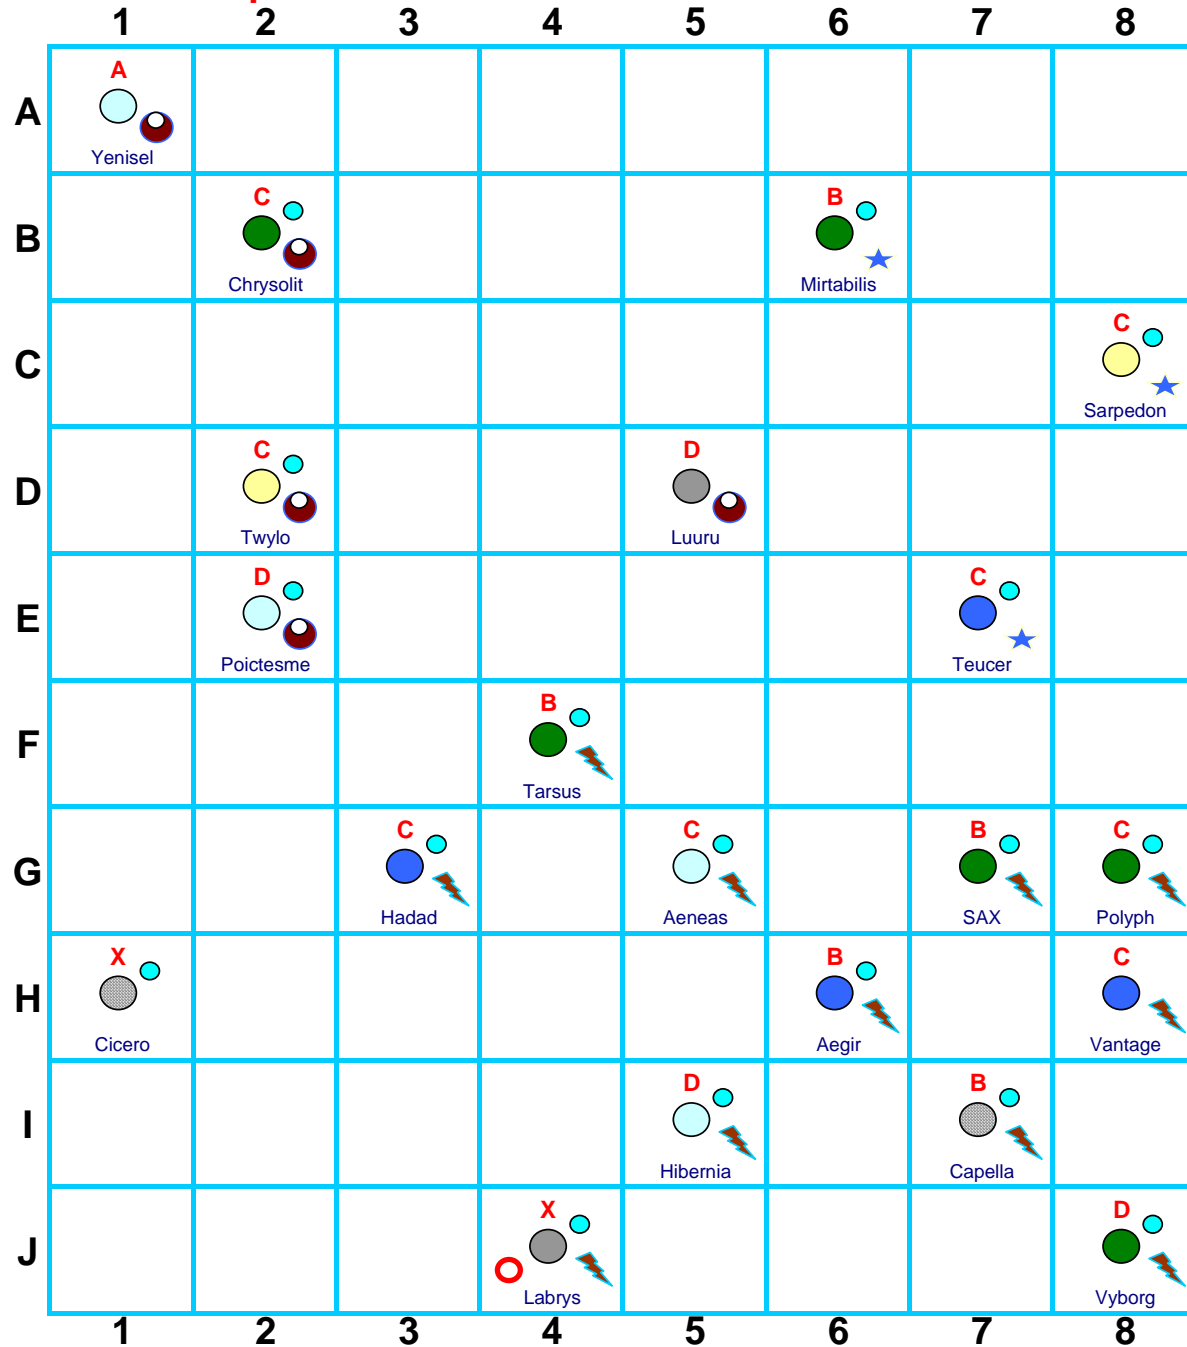 1 2 3 4 5 6 7 8
A
A
Yenisel
B
C
Chrysolit
B
Mirtabilis
C
C
Sarpedon
D
C
Twylo
D
Luuru
E
D
Poictesme
C
Teucer
F
B
Tarsus
G
C
Hadad
C
Aeneas
B
SAX
C
Polyph
H
X
Cicero
B
Aegir
C
Vantage
I
D
Hibernia
B
Capella
J
X
Labrys
D
Vyborg
1 2 3 4 5 6 7 8